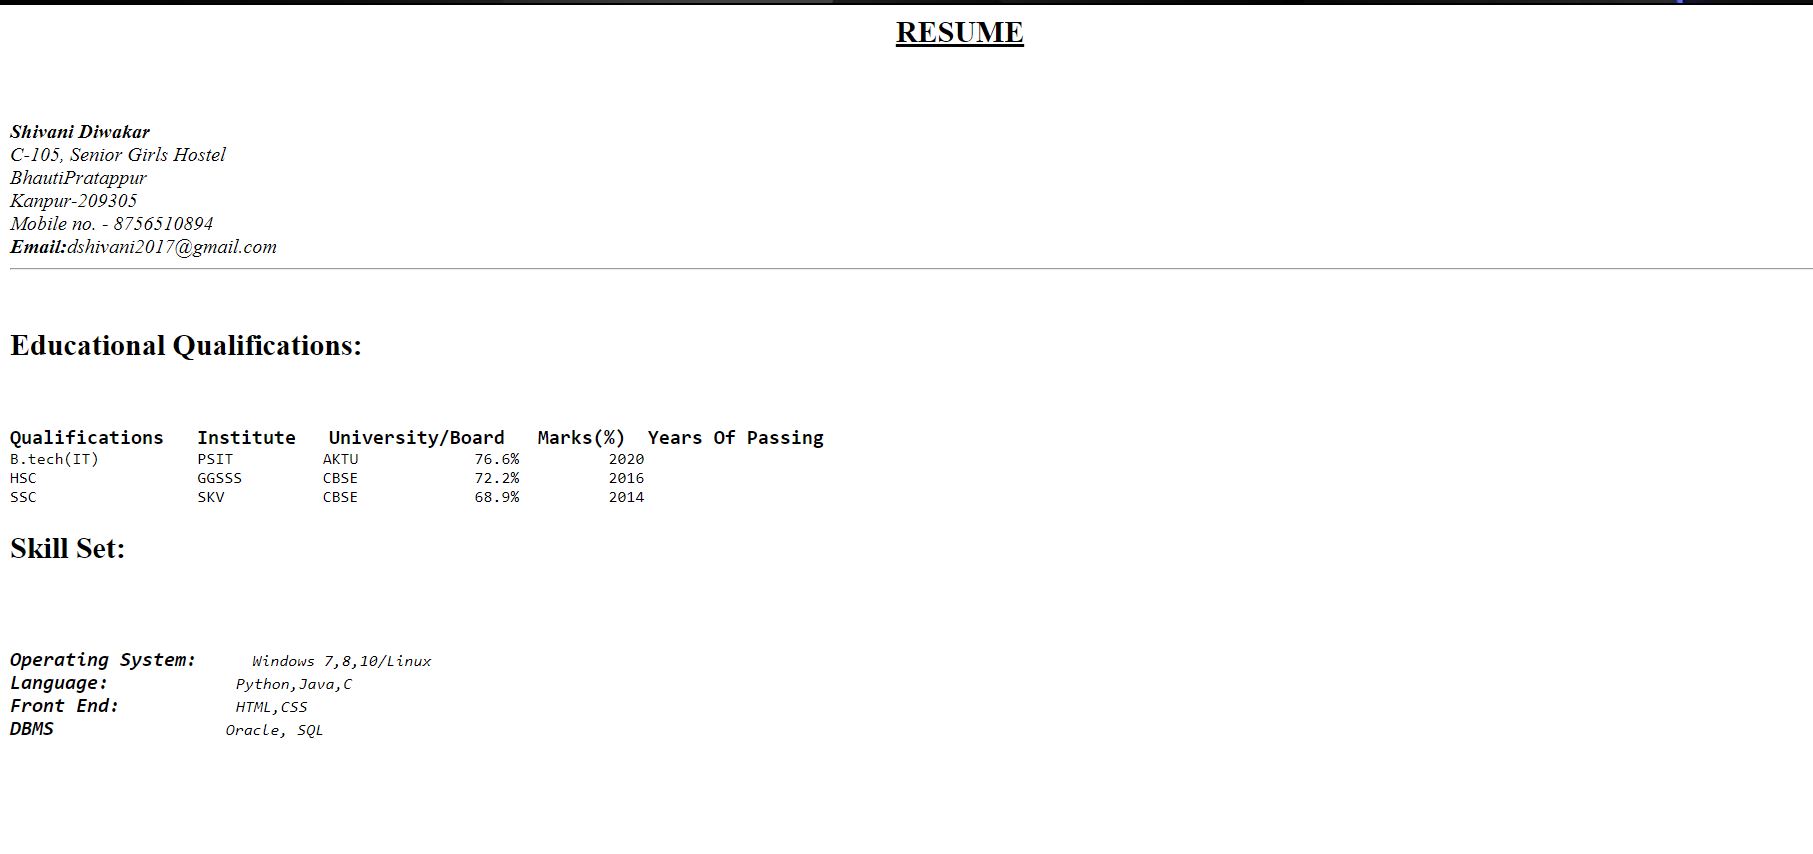 RESUME
Shivani Diwakar
C-105, Senior Girls Hostel
BhautiPratappur
Kanpur-209305
Mobile no. - 8756510894
Email:dshivani2017@gmail.com
Educational Qualifications:
Qualifications Institute University/Board Marks(%) Years Of Passing
B.tech(IT) PSIT AKTU 76.6% 2020
HSC GGSSS CBSE 72.2% 2016
SSC SKV CBSE 68.9% 2014
Skill Set:
Operating System: Windows 7,8,10/Linux
Language: Python,Java,C
Front End: HTML,CSS
DBMS Oracle, SQL